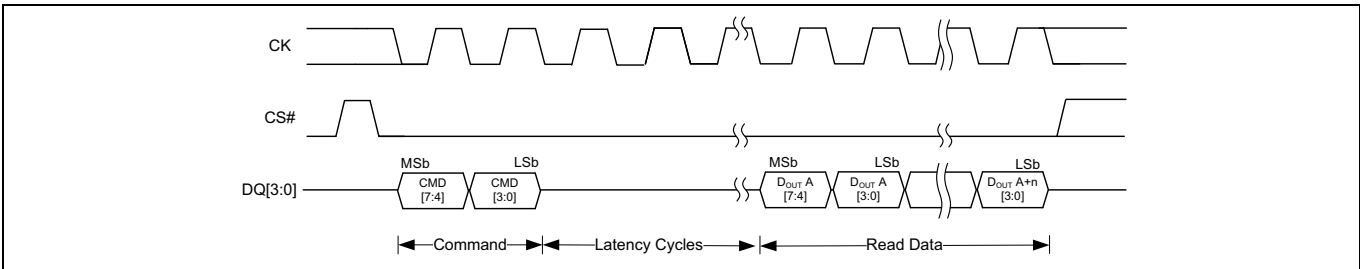 CK
CS#
MSb LSb MSb LSb LSb
DQ[3:0] CMD [7:4] CMD [3:0] DOUT A [7:4] DOUT A [3:0] DOUT A+n [3:0]
Command Latency Cycles Read Data